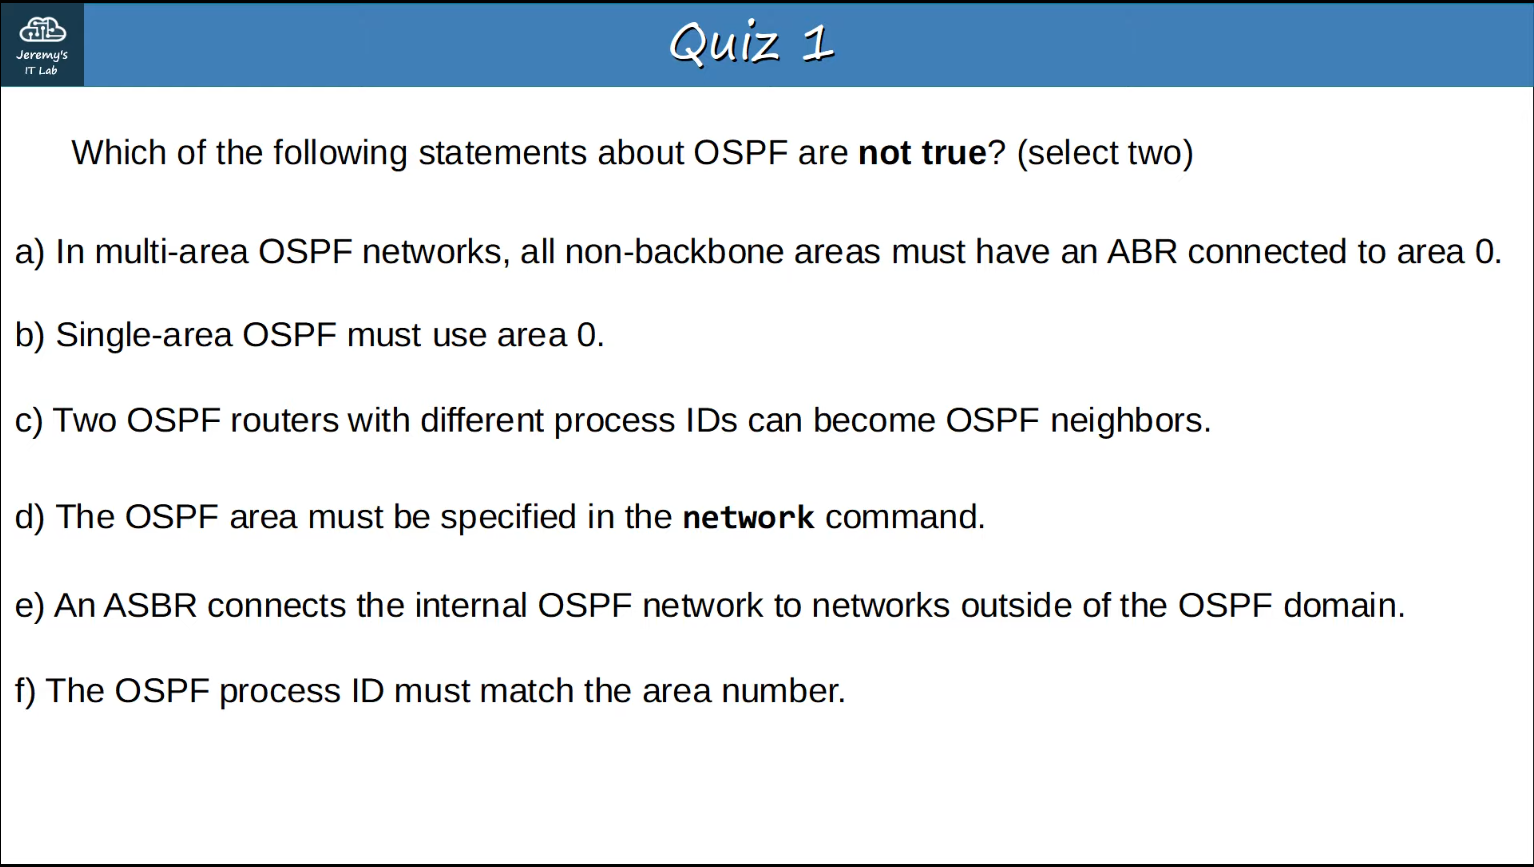 Jeremy's
IT Lab
Quiz 1
Which of the following statements about OSPF are not true? (select two)
a) In multi-area OSPF networks, all non-backbone areas must have an ABR connected to area 0.
b) Single-area OSPF must use area 0.
c) Two OSPF routers with different process IDs can become OSPF neighbors.
d) The OSPF area must be specified in the network command.
e) An ASBR connects the internal OSPF network to networks outside of the OSPF domain.
f) The OSPF process ID must match the area number.